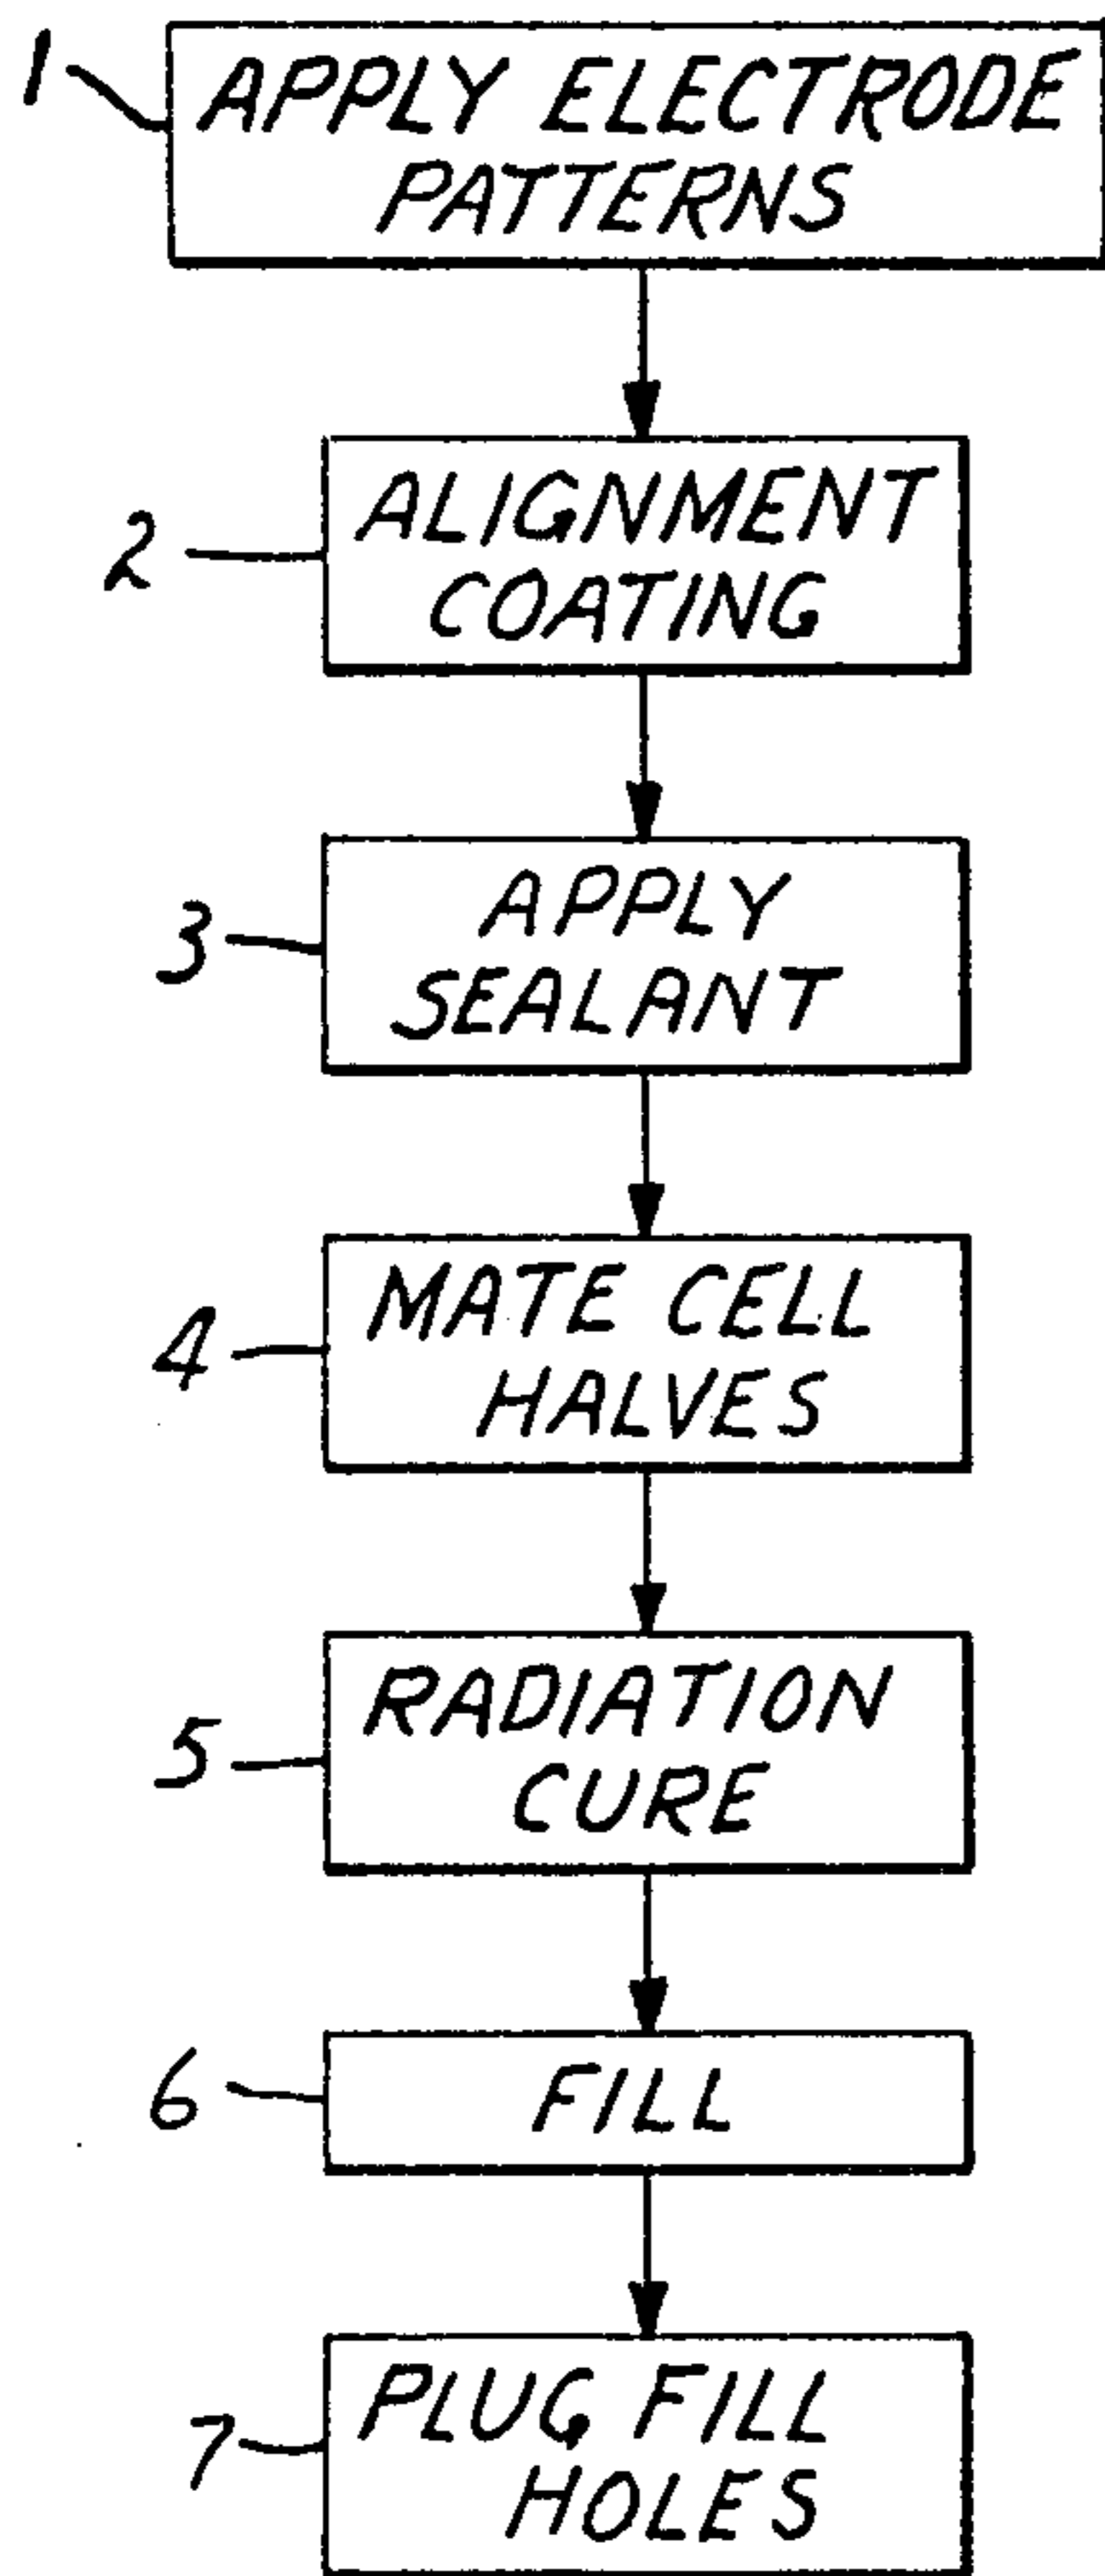 1
APPLY ELECTRODE
PATTERNS
2
ALIGNMENT
COATING
3
APPLY
SEALANT
4
MATE CELL
HALVES
5
RADIATION
CURE
6
FILL
7
PLUG FILL
HOLES